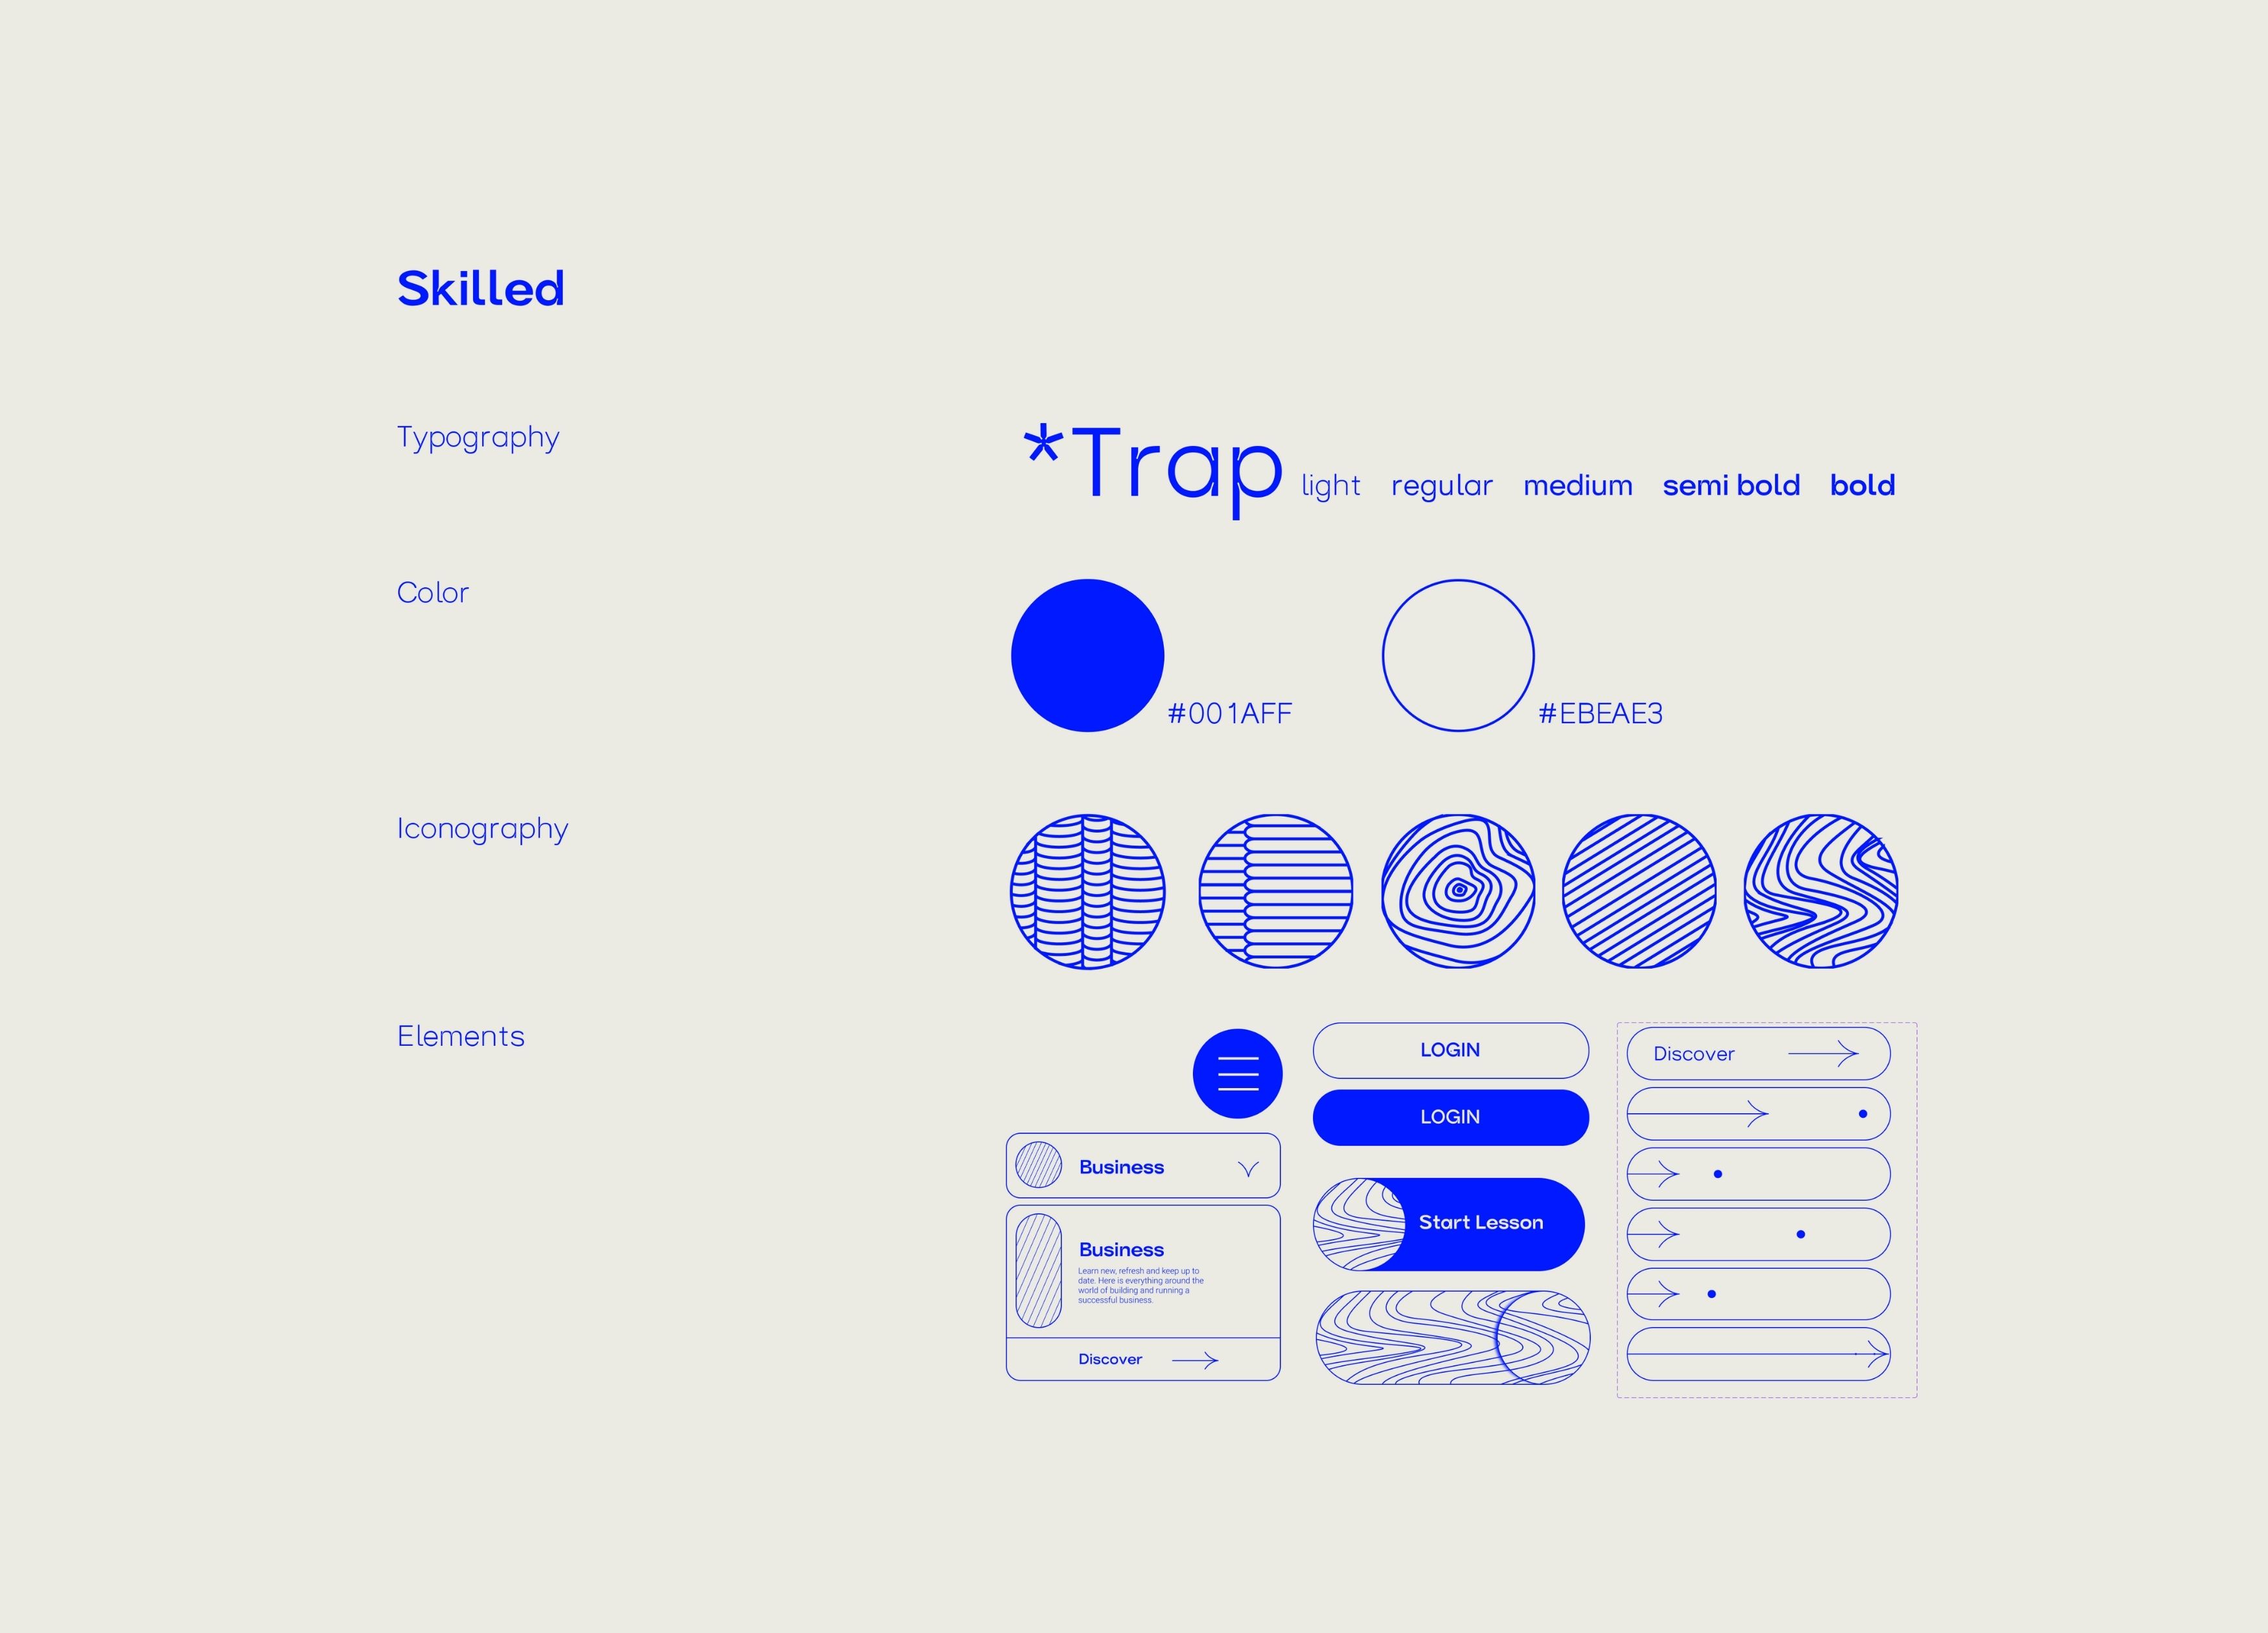 Skilled
Typography
*Trap light regular medium semi bold bold
Color
#001AFF
#EBEAE3
Iconography
Elements
LOGIN
LOGIN
Start Lesson
Business
Business
Learn new, refresh and keep up to
date. Here is everything around the
world of building and running a
successful business.
Discover
Discover